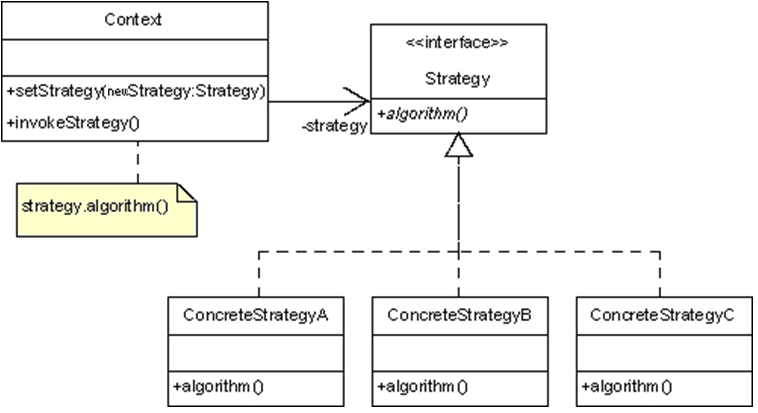 Context
+setStrategy(newStrategy:Strategy)
+invokeStrategy()
strategy.algorithm()
-strategy
<<interface>>
Strategy
+algorithm()
ConcreteStrategyA
+algorithm()
ConcreteStrategyB
+algorithm()
ConcreteStrategyC
+algorithm()